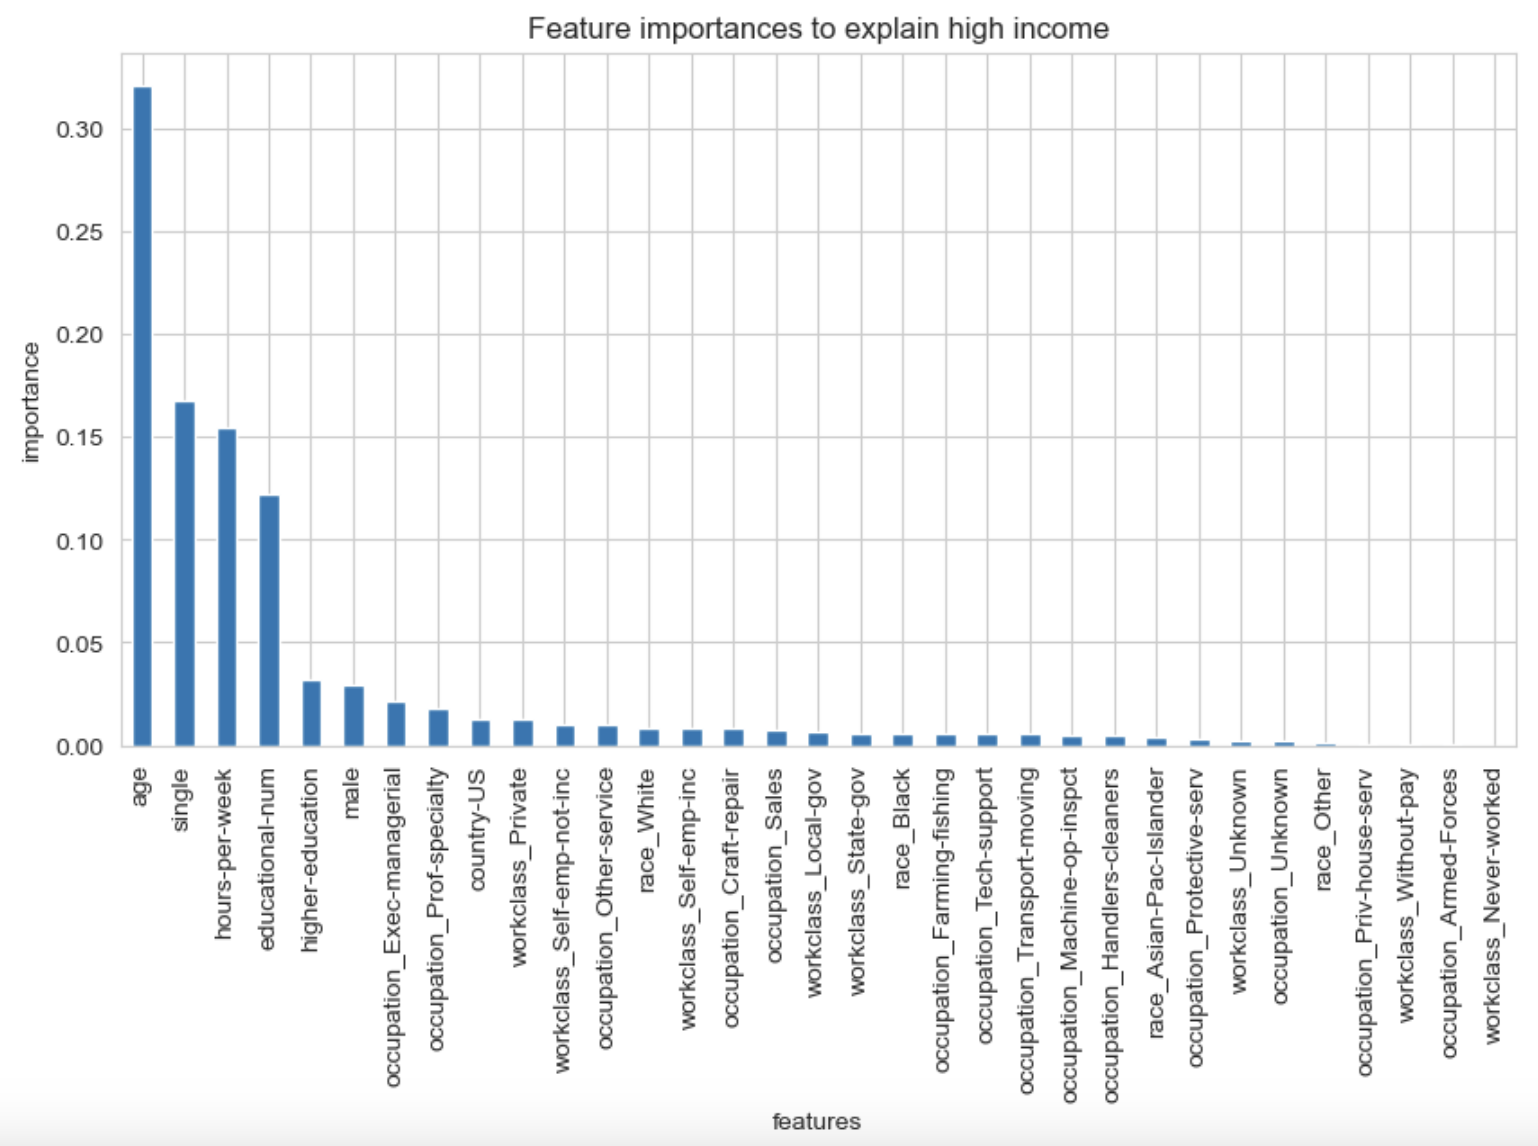 Feature importances to explain high income
importance
0.30
0.25
0.20
0.15
0.10
0.05
0.00
age
single
hours-per-week
educational-num
higher-education
male
occupation_Exec-managerial
occupation_Prof-specialty
country-US
workclass_Private
workclass_Self-emp-not-inc
occupation_Other-service
race_White
workclass_Self-emp-inc
occupation_Craft-repair
occupation_Sales
workclass_Local-gov
workclass_State-gov
race_Black
occupation_Farming-fishing
occupation_Tech-support
occupation_Transport-moving
occupation_Machine-op-inspct
occupation_Handlers-cleaners
race_Asian-Pac-Islander
occupation_Protective-serv
workclass_Unknown
occupation_Unknown
race_Other
occupation_Priv-house-serv
workclass_Without-pay
occupation_Armed-Forces
workclass_Never-worked
features